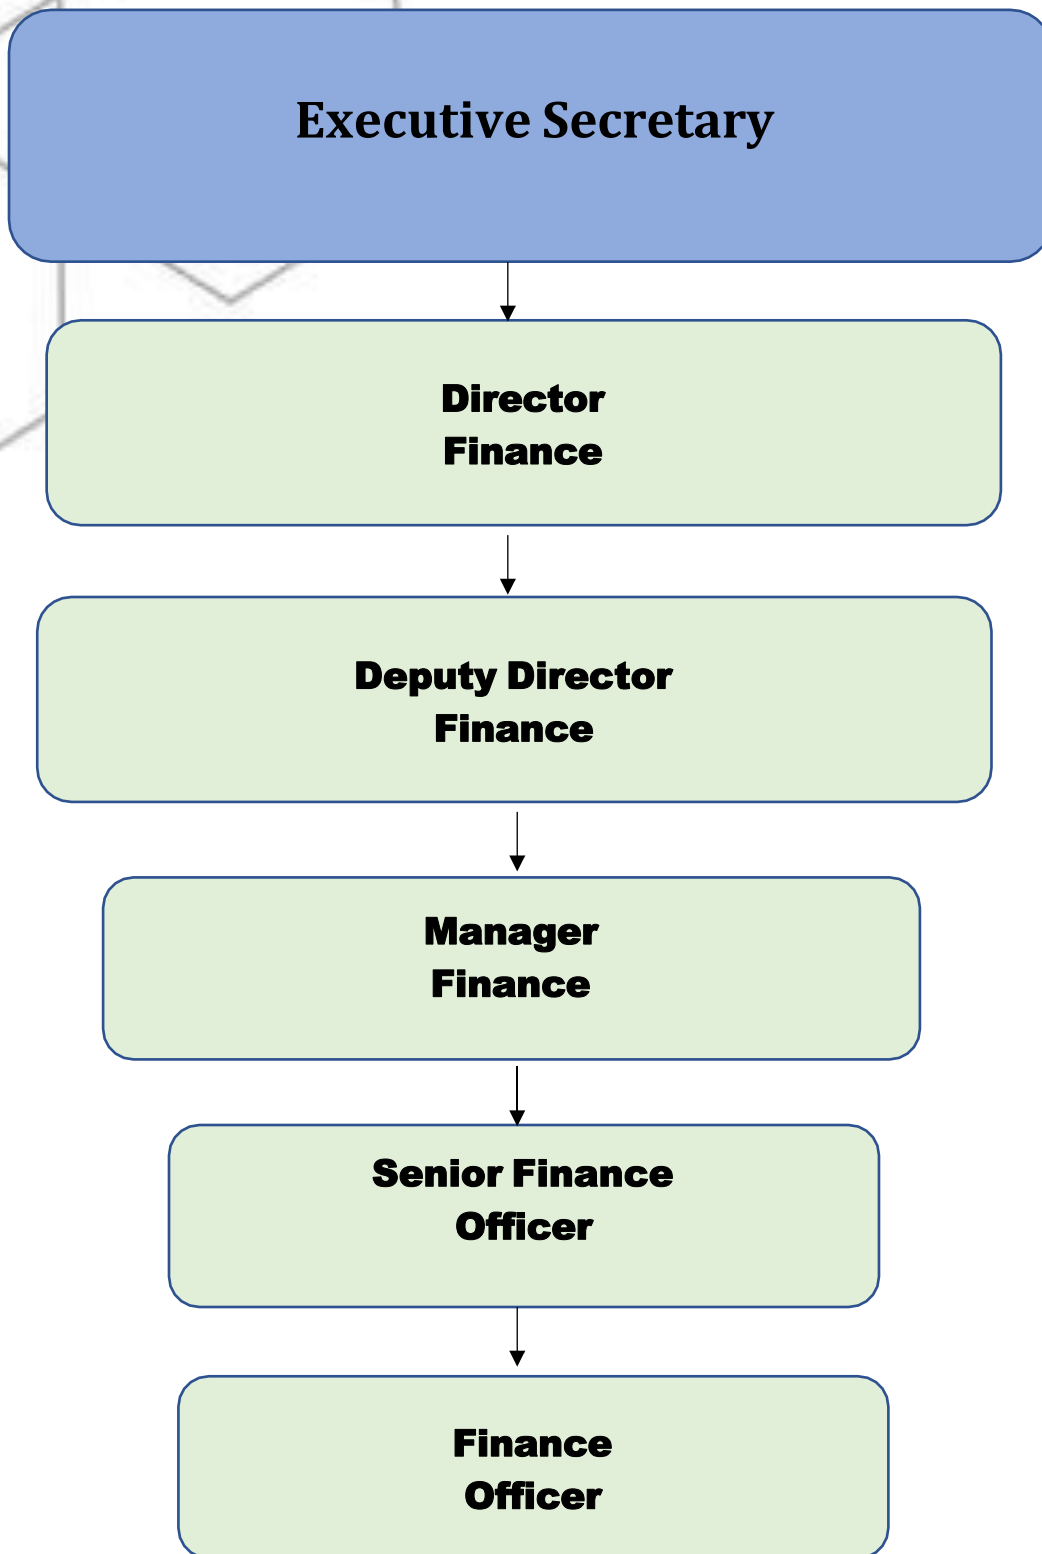 Executive Secretary
Director
Finance
Deputy Director
Finance
Manager
Finance
Senior Finance
Officer
Finance
Officer